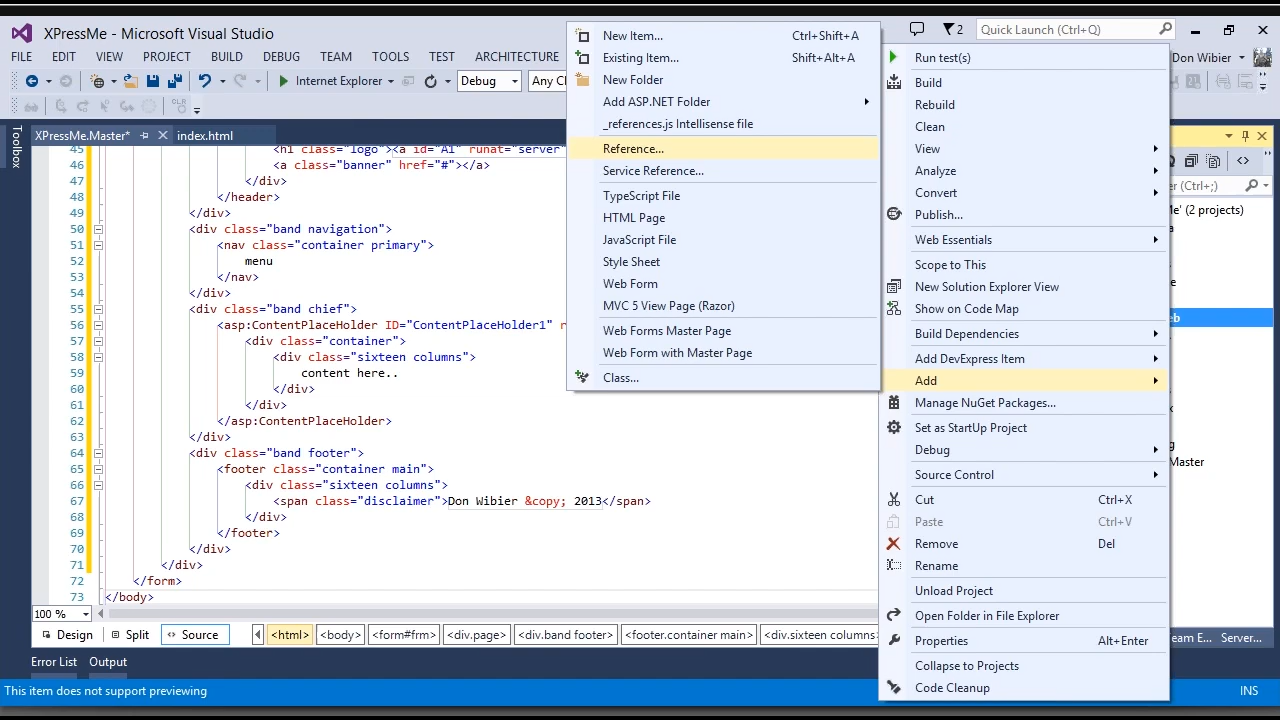 XPressMe - Microsoft Visual Studio
2
Quick Launch (Ctrl+Q)
FILE EDIT VIEW PROJECT BUILD DEBUG TEAM TOOLS TEST ARCHITECTURE
Don Wibier
Internet Explorer
Debug
Any C
XPressMe.Master*
index.html
Toolbox
45 <h1 class="logo"><a id="A1" runat="server"
46 <a class="banner" href="#"></a>
47 </div>
48 </header>
49 </div>
50 <div class="band navigation">
51 <nav class="container primary">
52 menu
53 </nav>
54 </div>
55 <div class="band chief">
56 <asp:ContentPlaceHolder ID="ContentPlaceHolder1" r
57 <div class="container">
58 <div class="sixteen columns">
59 content here..
60 </div>
61 </div>
62 </asp:ContentPlaceHolder>
63 </div>
64 <div class="band footer">
65 <footer class="container main">
66 <div class="sixteen columns">
67 <span class="disclaimer">Don Wibier &copy; 2013</span>
68 </div>
69 </footer>
70 </div>
71 </div>
72 </form>
73 </body>
100 %
Design Split Source
<html> <body> <form#frm> <div.page> <div.band footer> <footer.container main> <div.sixteen columns>
Error List Output
This item does not support previewing
INS
New Item... Ctrl+Shift+A
Existing Item... Shift+Alt+A
New Folder
Add ASP.NET Folder
_references.js Intellisense file
Reference...
Service Reference...
TypeScript File
HTML Page
JavaScript File
Style Sheet
Web Form
MVC 5 View Page (Razor)
Web Forms Master Page
Web Form with Master Page
Class...
Run test(s)
Build
Rebuild
Clean
View
Analyze
Convert
Publish...
Web Essentials
Scope to This
New Solution Explorer View
Show on Code Map
Build Dependencies
Add DevExpress Item
Add
Manage NuGet Packages...
Set as StartUp Project
Debug
Source Control
Cut Ctrl+X
Paste Ctrl+V
Remove Del
Rename
Unload Project
Open Folder in File Explorer
Properties Alt+Enter
Collapse to Projects
Code Cleanup
er (Ctrl+;)
Me' (2 projects)
eb
Master
eam E... Server...